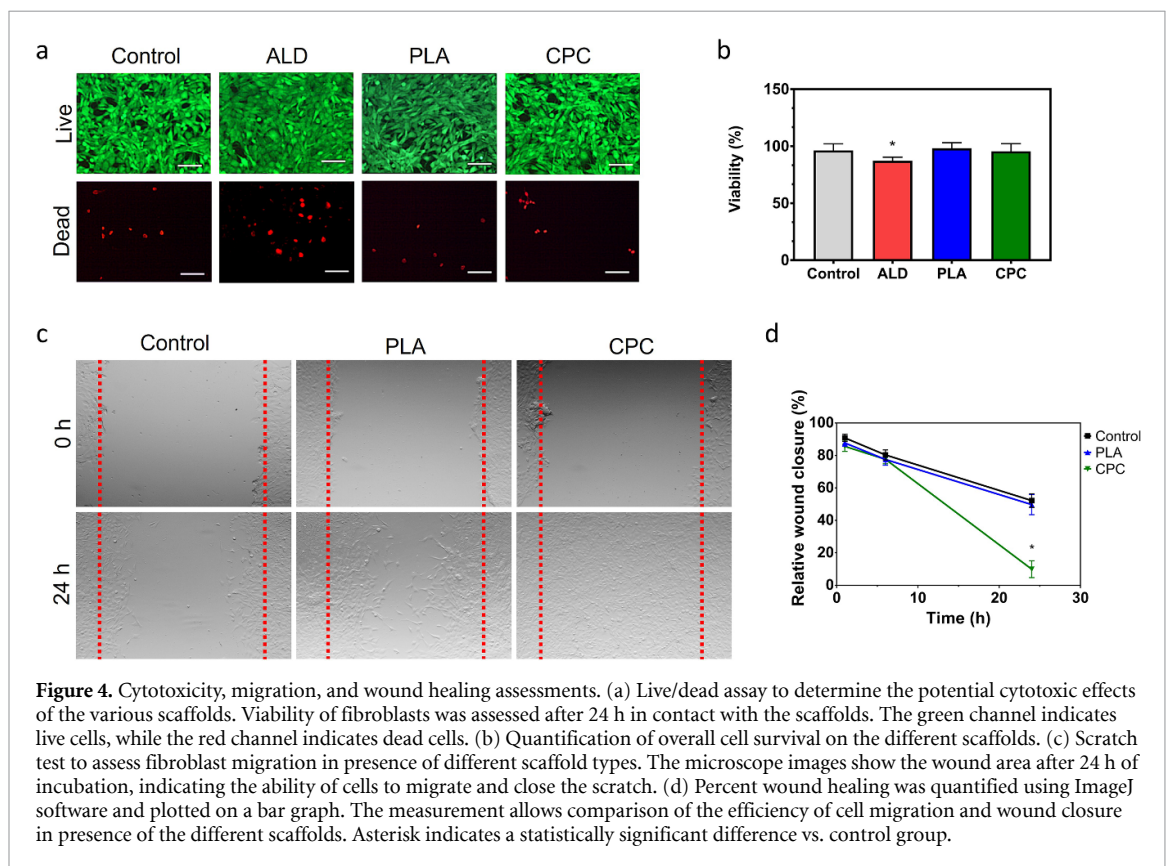 a
Control
ALD
PLA
CPC
Live
Dead
b
Viability (%)
150
100
50
0
*
Control
ALD
PLA
CPC
c
Control
PLA
CPC
0 h
24 h
d
Relative wound closure (%)
100
80
60
40
20
0
*
0
10
20
30
Time (h)
Control
PLA
CPC
Figure 4. Cytotoxicity, migration, and wound healing assessments. (a) Live/dead assay to determine the potential cytotoxic effects
of the various scaffolds. Viability of fibroblasts was assessed after 24 h in contact with the scaffolds. The green channel indicates
live cells, while the red channel indicates dead cells. (b) Quantification of overall cell survival on the different scaffolds. (c) Scratch
test to assess fibroblast migration in presence of different scaffold types. The microscope images show the wound area after 24 h of
incubation, indicating the ability of cells to migrate and close the scratch. (d) Percent wound healing was quantified using ImageJ
software and plotted on a bar graph. The measurement allows comparison of the efficiency of cell migration and wound closure
in presence of the different scaffolds. Asterisk indicates a statistically significant difference vs. control group.